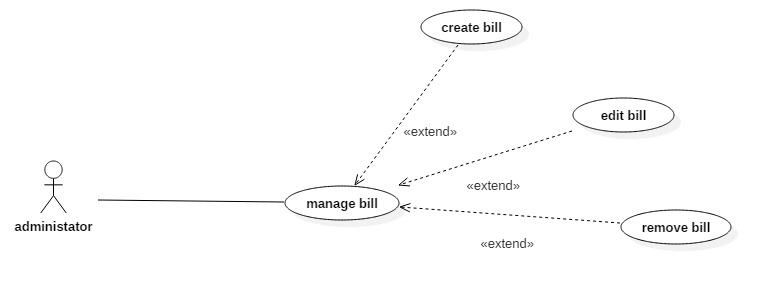 create bill
edit bill
«extend»
administator
manage bill
«extend»
remove bill
«extend»